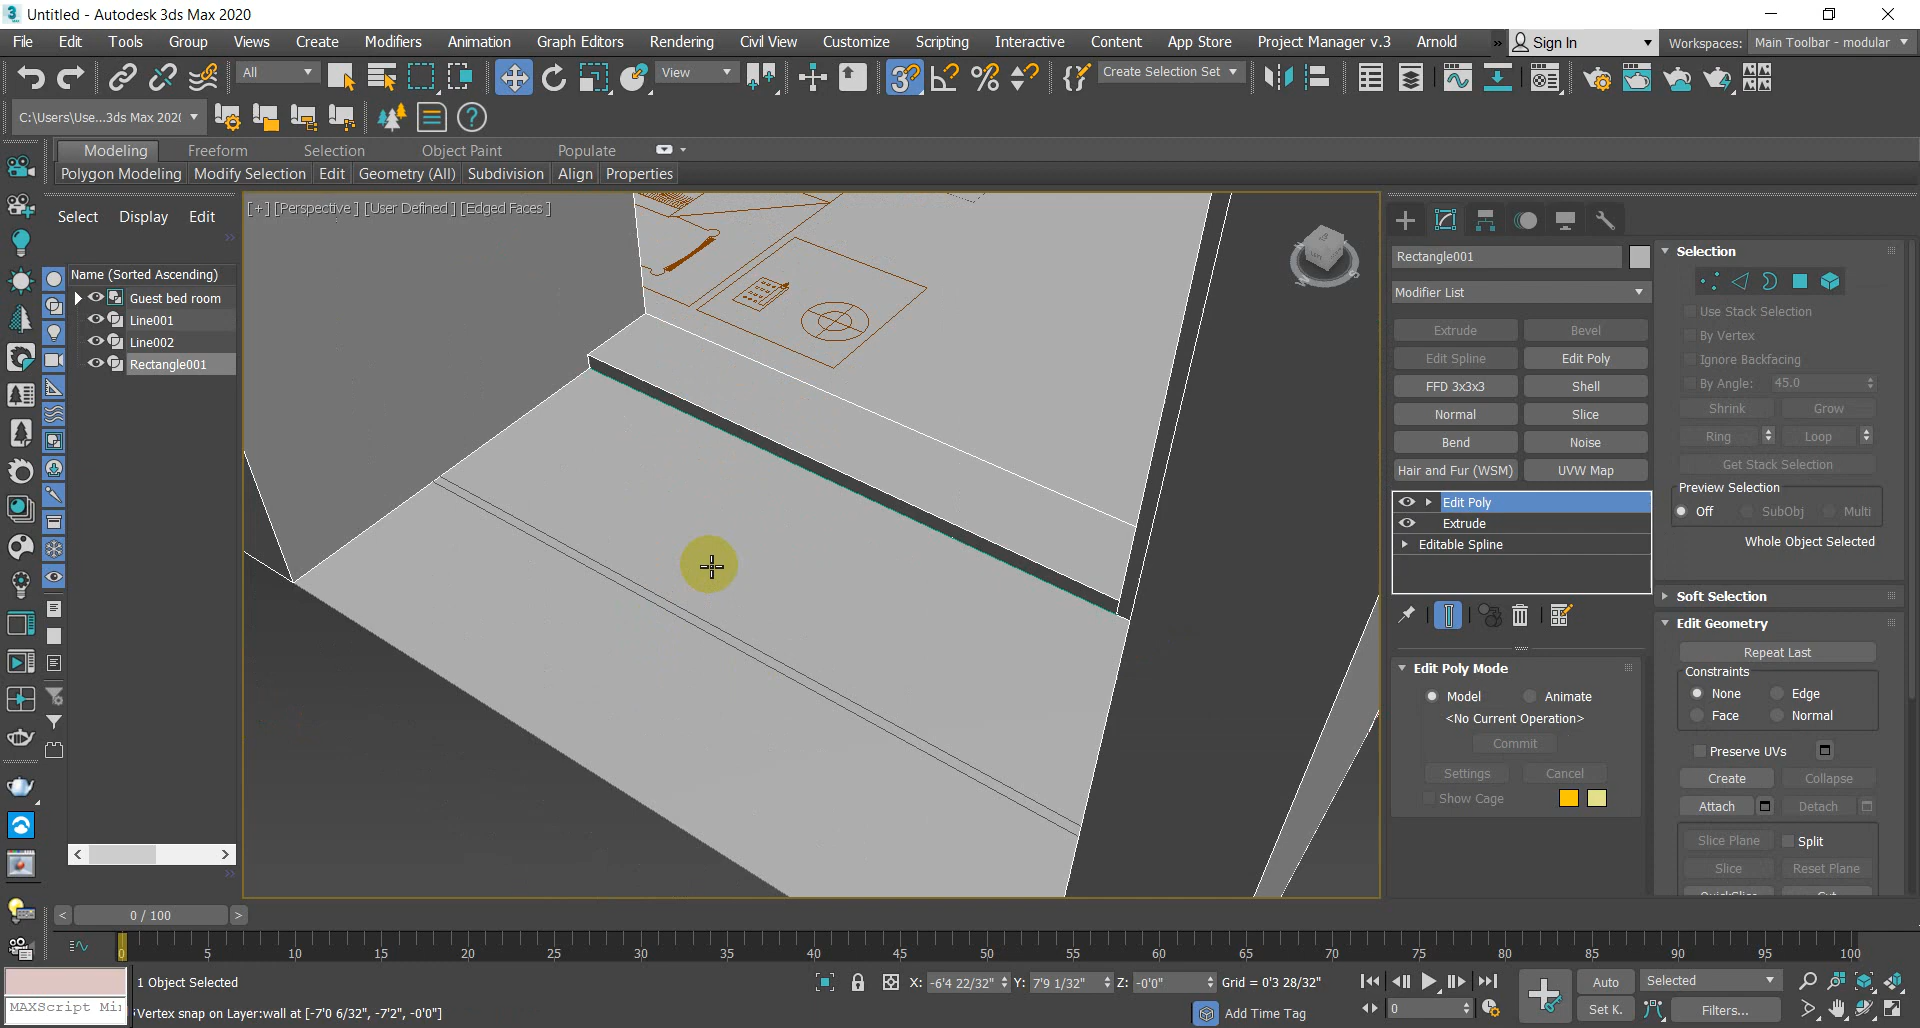 Untitled - Autodesk 3ds Max 2020
File Edit Tools Group Views Create Modifiers Animation Graph Editors Rendering Civil View Customize Scripting Interactive Content App Store Project Manager v.3 Arnold » Sign In Workspaces: Main Toolbar - modular
All View Create Selection Set
C:\Users\Use...3ds Max 202(
Modeling Freeform Selection Object Paint Populate
Polygon Modeling Modify Selection Edit Geometry (All) Subdivision Align Properties
Select Display Edit
Name (Sorted Ascending)
Guest bed room
Line001
Line002
Rectangle001
[+] [Perspective ] [User Defined ] [Edged Faces ]
Rectangle001
Modifier List
Extrude Bevel
Edit Spline Edit Poly
FFD 3x3x3 Shell
Normal Slice
Bend Noise
Hair and Fur (WSM) UVW Map
Edit Poly
Extrude
Editable Spline
Edit Poly Mode
Model Animate
<No Current Operation>
Commit
Settings Cancel
Show Cage
Selection
Use Stack Selection
By Vertex
Ignore Backfacing
By Angle: 45.0
Shrink Grow
Ring Loop
Get Stack Selection
Preview Selection
Off SubObj Multi
Whole Object Selected
Soft Selection
Edit Geometry
Repeat Last
Constraints
None Edge
Face Normal
Preserve UVs
Create Collapse
Attach Detach
Slice Plane Split
Slice Reset Plane
QuickSlice Cut
< 0 / 100 >
0 5 10 15 20 25 30 35 40 45 50 55 60 65 70 75 80 85 90 95 100
1 Object Selected
X: -6'4 22/32" Y: 7'9 1/32" Z: -0'0" Grid = 0'3 28/32"
Auto Selected
MAXScript Mi
Vertex snap on Layer:wall at [-7'0 6/32", -7'2", -0'0"]
Add Time Tag
0
Set K. Filters...